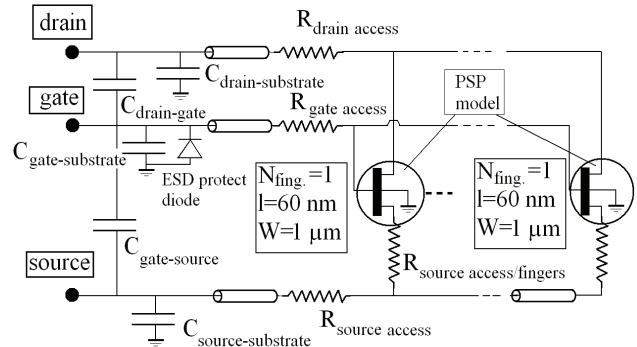 drain
R drain access
C drain-substrate
C drain-gate
gate
R gate access
PSP
model
C gate-substrate
ESD protect
diode
N fing. =1
l=60 nm
W=1 µm
N fing. =1
l=60 nm
W=1 µm
C gate-source
source
R source access/fingers
C source-substrate
R source access